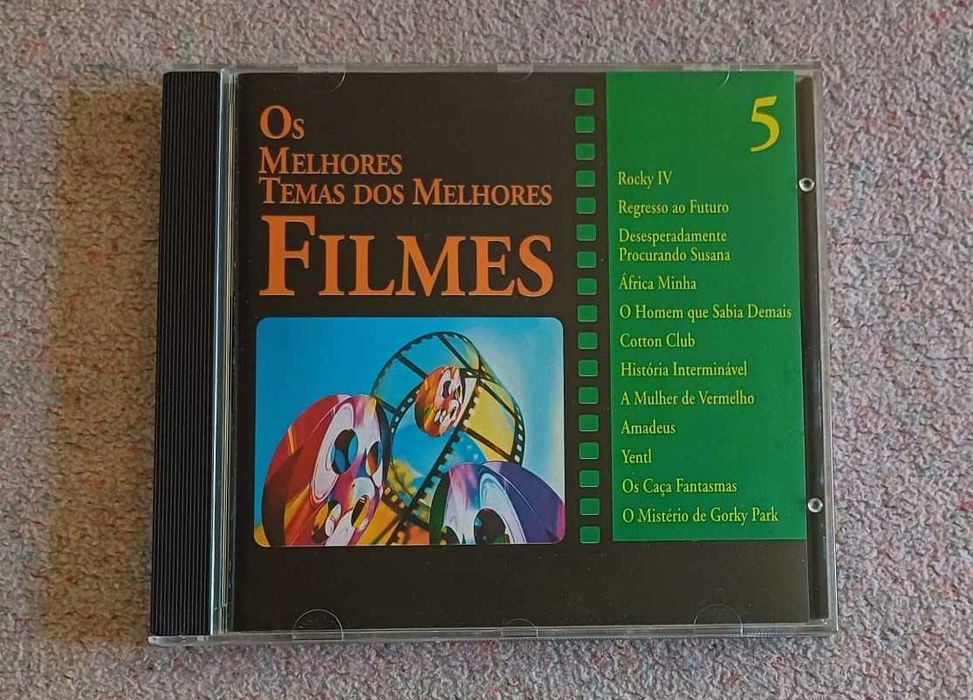 Os
Melhores
Temas dos Melhores
Filmes
5
Rocky IV
Regresso ao Futuro
Desesperadamente
Procurando Susana
África Minha
O Homem que Sabia Demais
Cotton Club
História Interminável
A Mulher de Vermelho
Amadeus
Yentl
Os Caça Fantasmas
O Mistério de Gorky Park